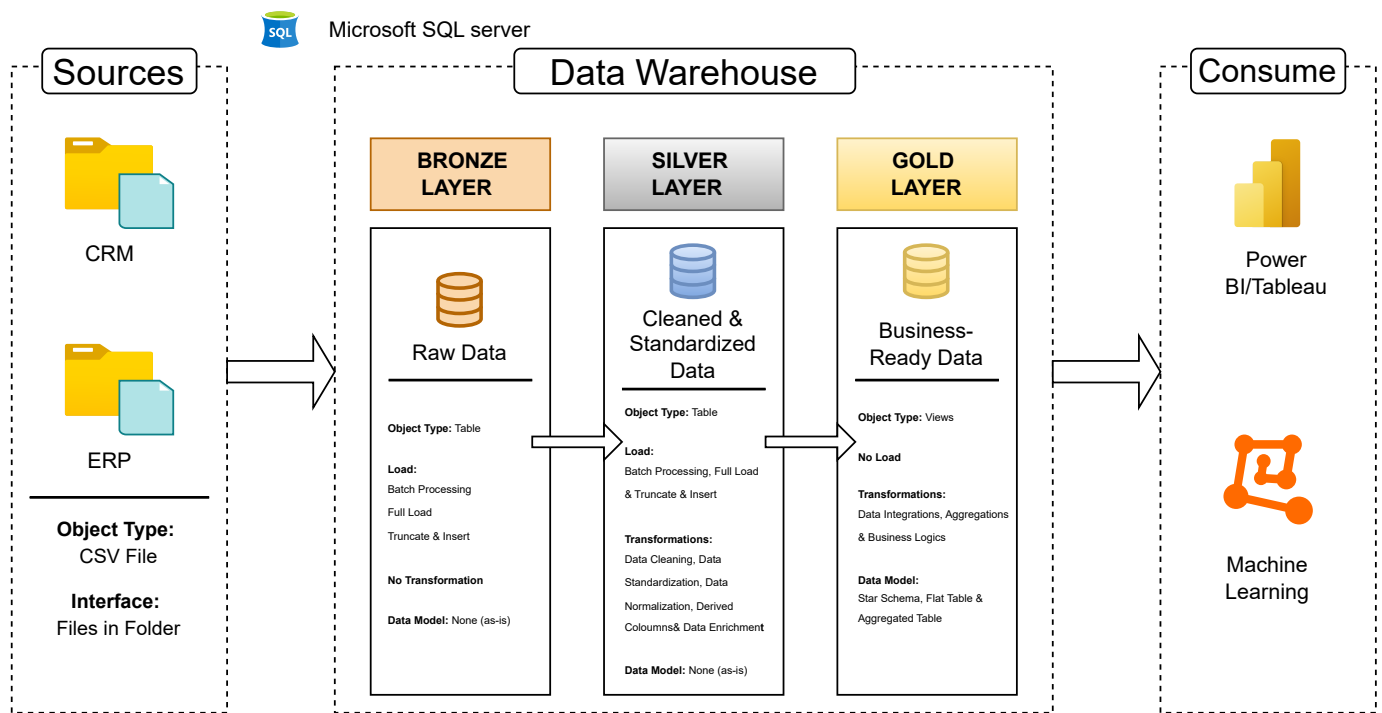 SQL
Microsoft SQL server
Sources
CRM
ERP
Object Type:
CSV File
Interface:
Files in Folder
Data Warehouse
BRONZE
LAYER
Raw Data
Object Type: Table
Load:
Batch Processing
Full Load
Truncate & Insert
No Transformation
Data Model: None (as-is)
SILVER
LAYER
Cleaned &
Standardized
Data
Object Type: Table
Load:
Batch Processing, Full Load
& Truncate & Insert
Transformations:
Data Cleaning, Data
Standardization, Data
Normalization, Derived
Coloumns& Data Enrichment
Data Model: None (as-is)
GOLD
LAYER
Business-
Ready Data
Object Type: Views
No Load
Transformations:
Data Integrations, Aggregations
& Business Logics
Data Model:
Star Schema, Flat Table &
Aggregated Table
Consume
Power
BI/Tableau
Machine
Learning